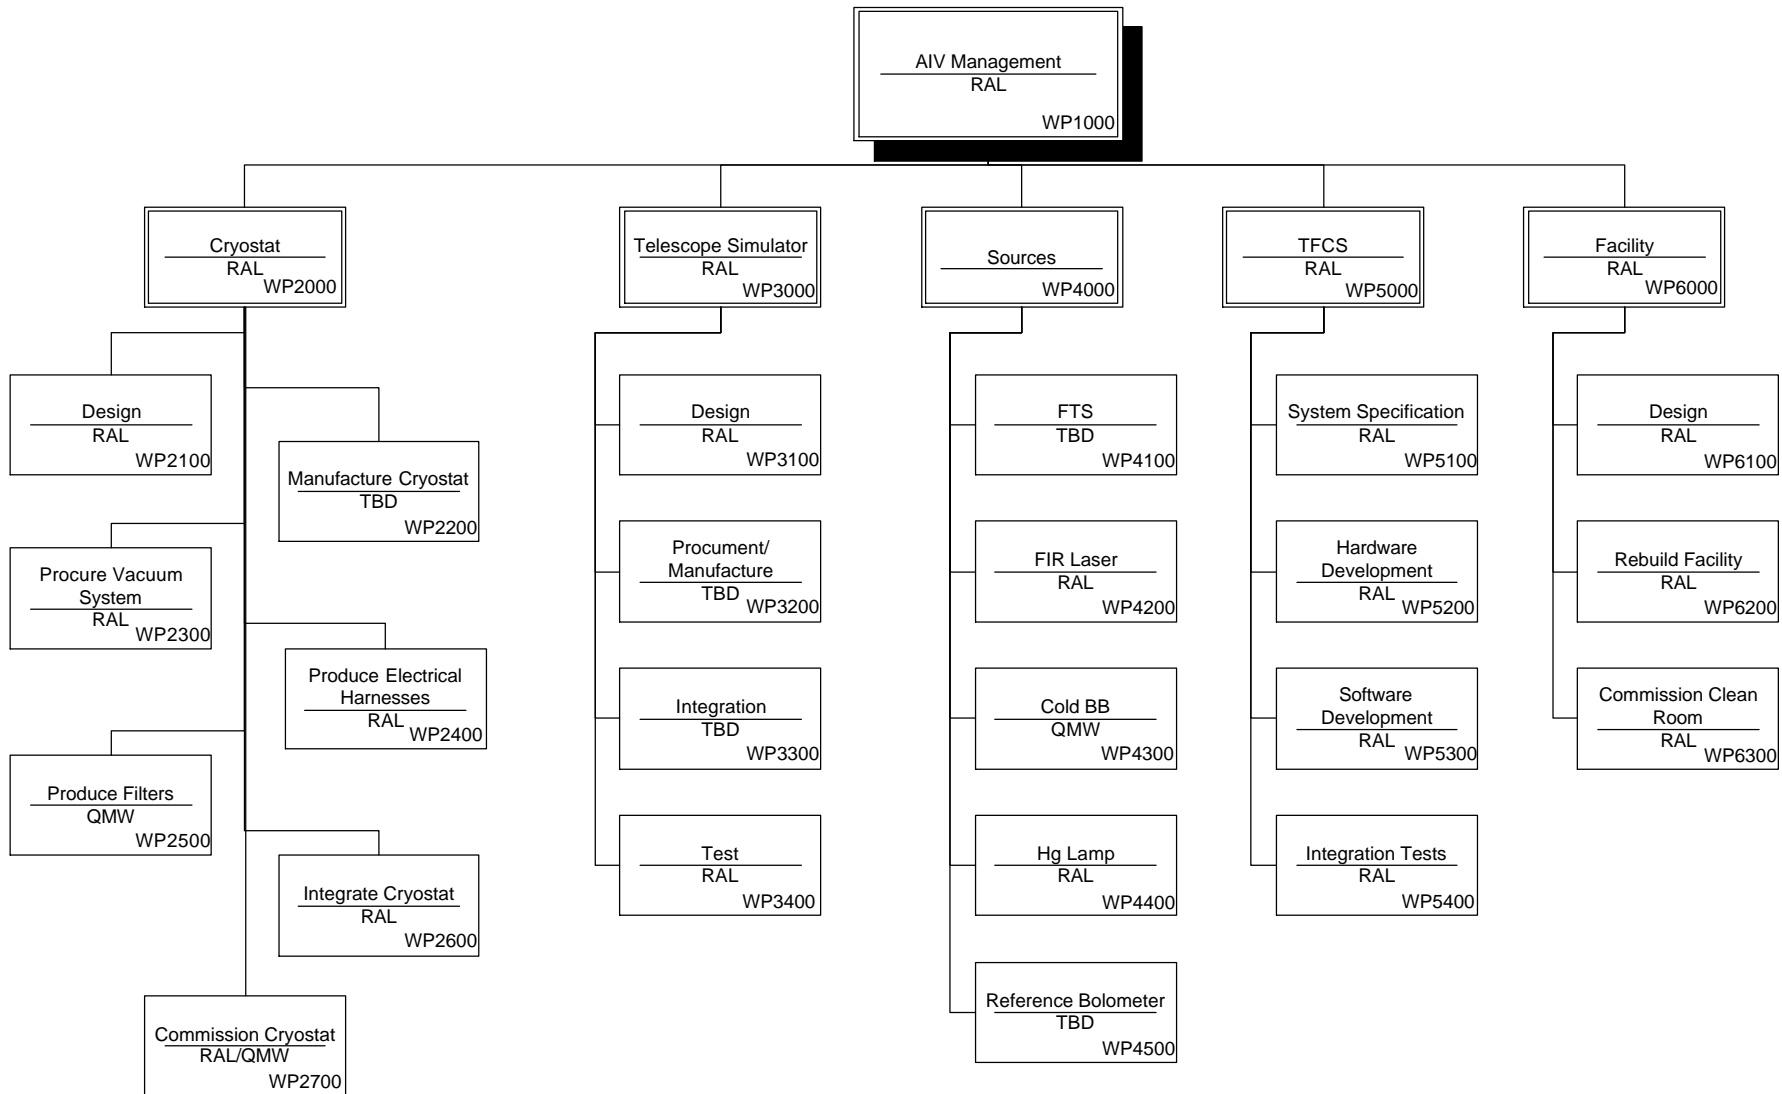 AIV Management
RAL
WP1000
Cryostat
RAL
WP2000
Telescope Simulator
RAL
WP3000
Sources
WP4000
TFCS
RAL
WP5000
Facility
RAL
WP6000
Design
RAL
WP2100
Manufacture Cryostat
TBD
WP2200
Procure Vacuum
System
RAL
WP2300
Produce Electrical
Harnesses
RAL
WP2400
Produce Filters
QMW
WP2500
Integrate Cryostat
RAL
WP2600
Commission Cryostat
RAL/QMW
WP2700
Design
RAL
WP3100
Procument/
Manufacture
TBD
WP3200
Integration
TBD
WP3300
Test
RAL
WP3400
FTS
TBD
WP4100
FIR Laser
RAL
WP4200
Cold BB
QMW
WP4300
Hg Lamp
RAL
WP4400
Reference Bolometer
TBD
WP4500
System Specification
RAL
WP5100
Hardware
Development
RAL
WP5200
Software
Development
RAL
WP5300
Integration Tests
RAL
WP5400
Design
RAL
WP6100
Rebuild Facility
RAL
WP6200
Commission Clean
Room
RAL
WP6300